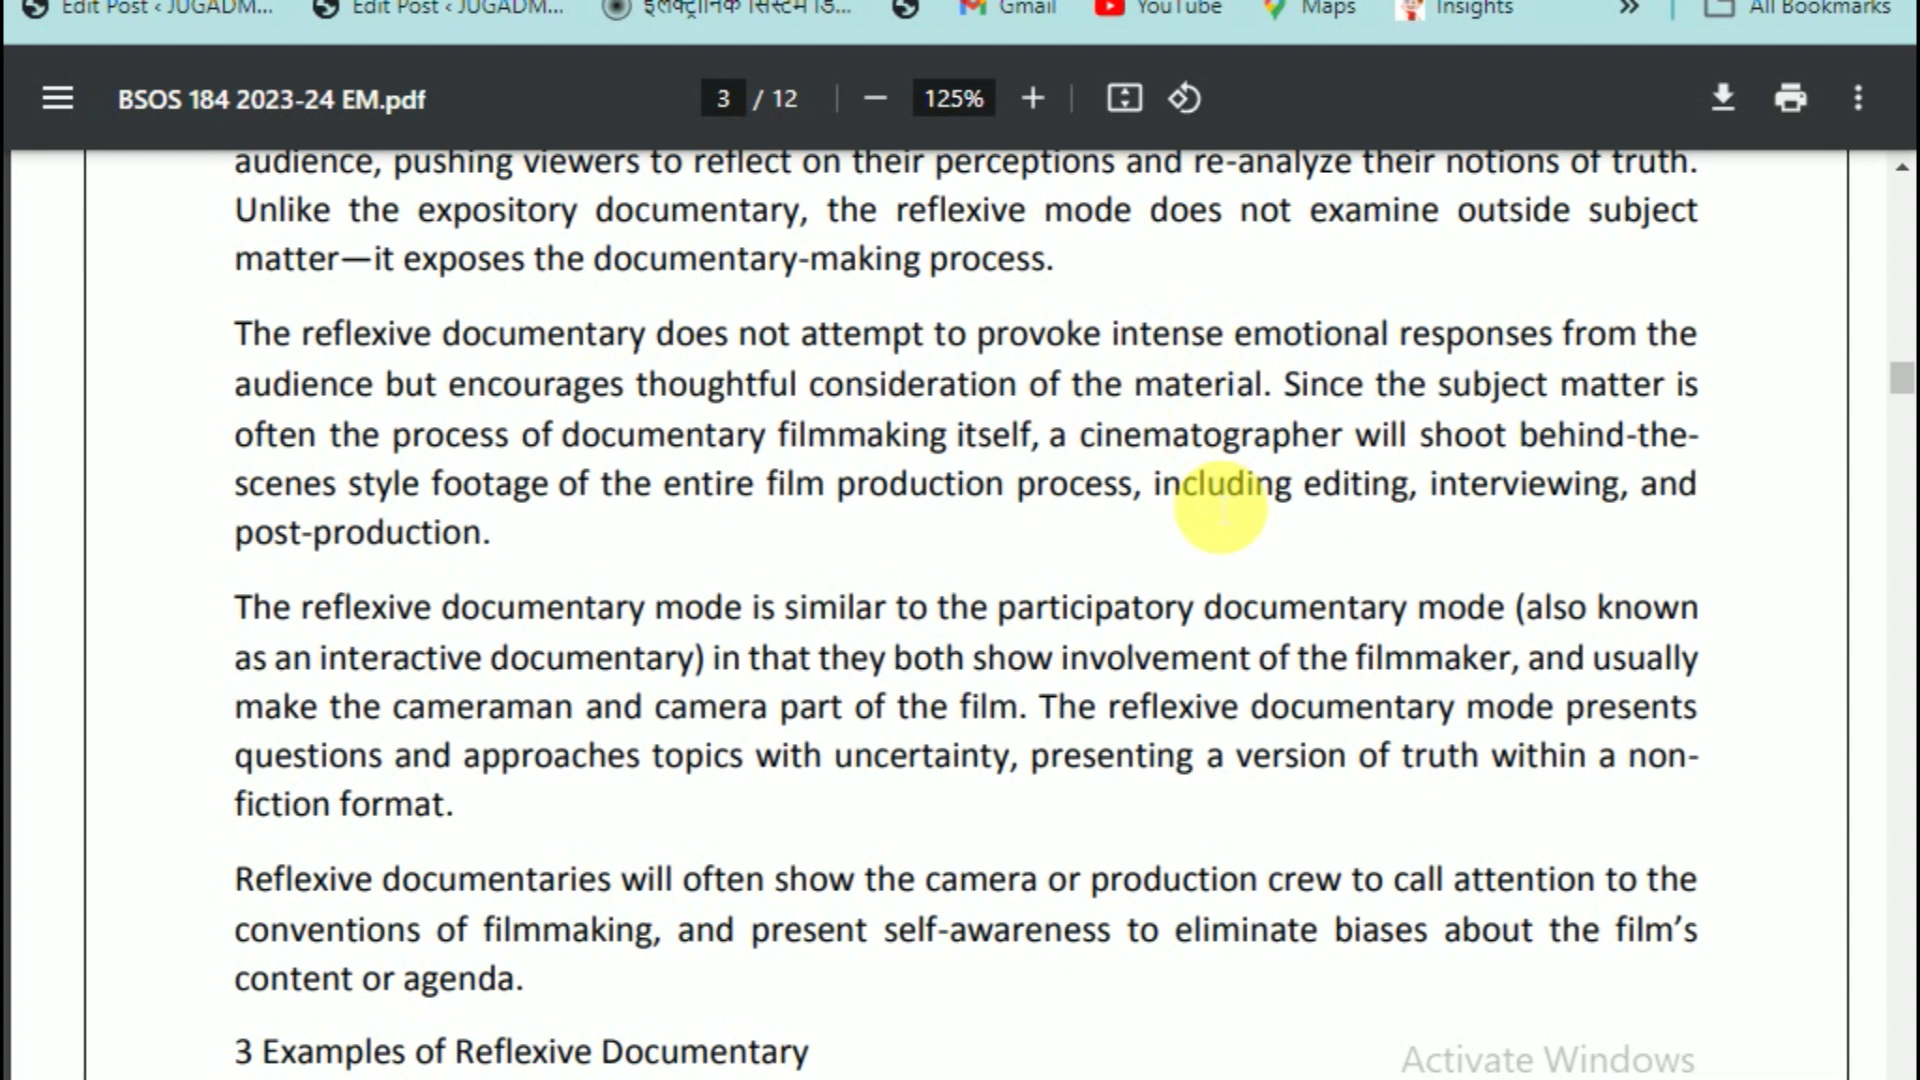 Edit Post ‹ JUGADM... Edit Post ‹ JUGADM... इलेक्ट्रॉनिक सिस्टम डि... Gmail YouTube Maps Insights » All Bookmarks
BSOS 184 2023-24 EM.pdf 3 / 12 — 125% +
audience, pushing viewers to reflect on their perceptions and re-analyze their notions of truth.
Unlike the expository documentary, the reflexive mode does not examine outside subject
matter—it exposes the documentary-making process.
The reflexive documentary does not attempt to provoke intense emotional responses from the
audience but encourages thoughtful consideration of the material. Since the subject matter is
often the process of documentary filmmaking itself, a cinematographer will shoot behind-the-
scenes style footage of the entire film production process, including editing, interviewing, and
post-production.
The reflexive documentary mode is similar to the participatory documentary mode (also known
as an interactive documentary) in that they both show involvement of the filmmaker, and usually
make the cameraman and camera part of the film. The reflexive documentary mode presents
questions and approaches topics with uncertainty, presenting a version of truth within a non-
fiction format.
Reflexive documentaries will often show the camera or production crew to call attention to the
conventions of filmmaking, and present self-awareness to eliminate biases about the film’s
content or agenda.
3 Examples of Reflexive Documentary
Activate Windows